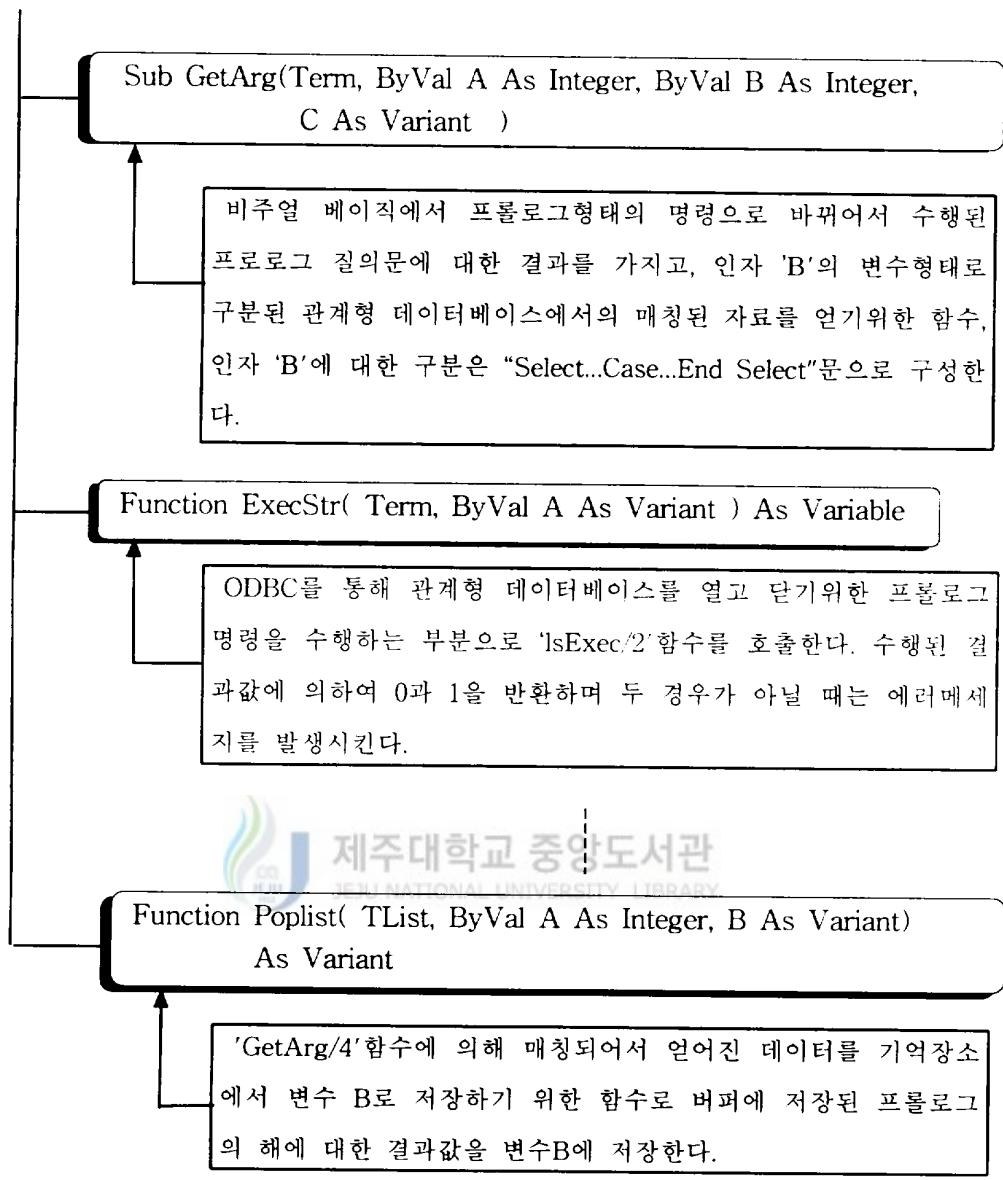 Sub GetArg(Term, ByVal A As Integer, ByVal B As Integer,
C As Variant )
비주얼 베이직에서 프롤로그형태의 명령으로 바뀌어서 수행된
프로로그 질의문에 대한 결과를 가지고, 인자 'B'의 변수형태로
구분된 관계형 데이터베이스에서의 매칭된 자료를 얻기위한 함수,
인자 'B'에 대한 구분은 “Select...Case...End Select"문으로 구성한
다.
Function ExecStr( Term, ByVal A As Variant ) As Variable
ODBC를 통해 관계형 데이터베이스를 열고 닫기위한 프롤로그
명령을 수행하는 부분으로 'lsExec/2'함수를 호출한다. 수행된 결
과값에 의하여 0과 1을 반환하며 두 경우가 아닐 때는 에러메세
지를 발생시킨다.
제주대학교 중앙도서관
JEJU NATIONAL UNIVERSITY LIBRARY
Function Poplist( TList, ByVal A As Integer, B As Variant)
As Variant
'GetArg/4'함수에 의해 매칭되어서 얻어진 데이터를 기억장소
에서 변수 B로 저장하기 위한 함수로 버퍼에 저장된 프롤로그
의 해에 대한 결과값을 변수B에 저장한다.